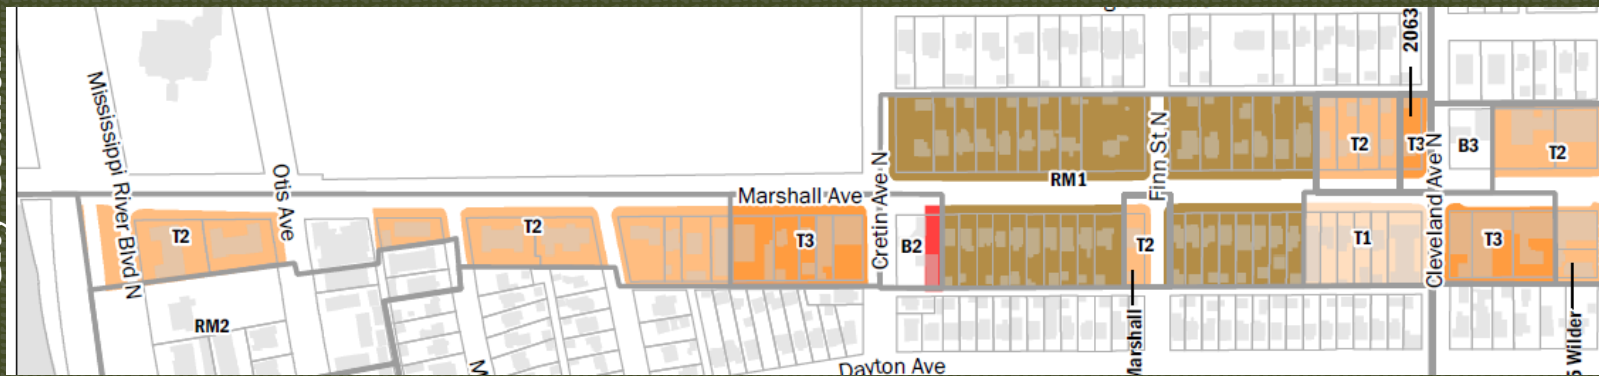 2063
Mississippi River Blvd N
Otis Ave
Marshall Ave
Cretin Ave N
Finn St N
Cleveland Ave N
T2
T3
B3
T2
RM1
T2
T2
T3
B2
T2
T1
T3
RM2
Marshall
Wilder
Dayton Ave